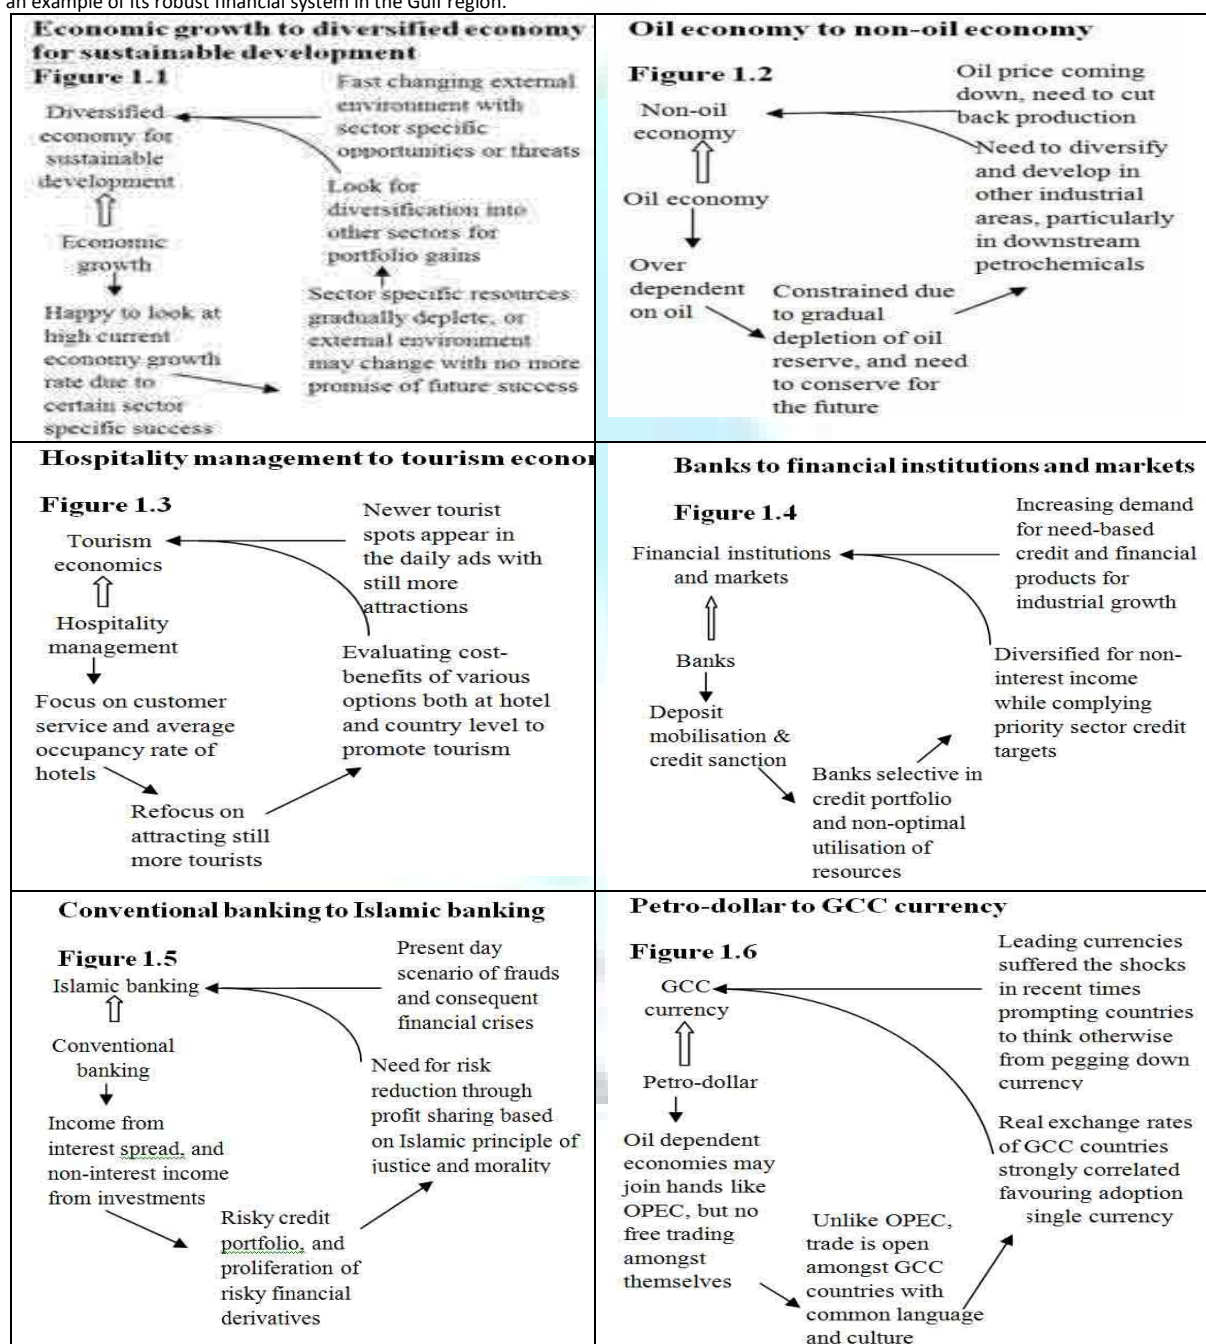 an example of its robust financial system in the Gulf region.
Economic growth to diversified economy
for sustainable development
Figure 1.1
Diversified
economy for
sustainable
development
Fast changing external
environment with
sector specific
opportunities or threats
Look for
diversification into
other sectors for
portfolio gains
Economic
growth
Happy to look at
high current
economy growth
rate due to
certain sector
specific success
Sector specific resources
gradually deplete, or
external environment
may change with no more
promise of future success
Oil economy to non-oil economy
Figure 1.2
Non-oil
economy
Oil price coming
down, need to cut
back production
Need to diversify
and develop in
other industrial
areas, particularly
in downstream
petrochemicals
Oil economy
Over
dependent
on oil
Constrained due
to gradual
depletion of oil
reserve, and need
to conserve for
the future
Hospitality management to tourism econor
Figure 1.3
Tourism
economics
Newer tourist
spots appear in
the daily ads with
still more
attractions
Hospitality
management
Evaluating cost-
benefits of various
options both at hotel
and country level to
promote tourism
Focus on customer
service and average
occupancy rate of
hotels
Refocus on
attracting still
more tourists
Banks to financial institutions and markets
Figure 1.4
Financial institutions
and markets
Increasing demand
for need-based
credit and financial
products for
industrial growth
Banks
Diversified for non-
interest income
while complying
priority sector credit
targets
Deposit
mobilisation &
credit sanction
Banks selective in
credit portfolio
and non-optimal
utilisation of
resources
Conventional banking to Islamic banking
Figure 1.5
Islamic banking
Present day
scenario of frauds
and consequent
financial crises
Conventional
banking
Need for risk
reduction through
profit sharing based
on Islamic principle of
justice and morality
Income from
interest spread, and
non-interest income
from investments
Risky credit
portfolio, and
proliferation of
risky financial
derivatives
Petro-dollar to GCC currency
Figure 1.6
GCC
currency
Leading currencies
suffered the shocks
in recent times
prompting countries
to think otherwise
from pegging down
currency
Petro-dollar
Real exchange rates
of GCC countries
strongly correlated
favouring adoption
single currency
Oil dependent
economies may
join hands like
OPEC, but no
free trading
amongst
themselves
Unlike OPEC,
trade is open
amongst GCC
countries with
common language
and culture